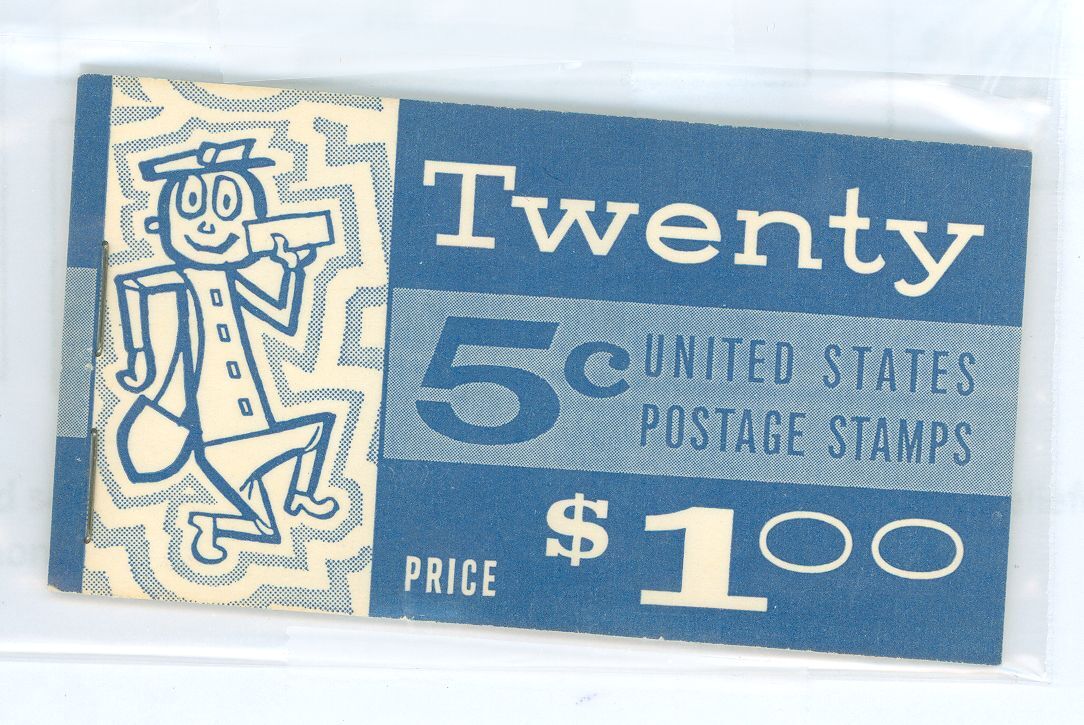 Twenty
5c UNITED STATES
POSTAGE STAMPS
PRICE $1.00